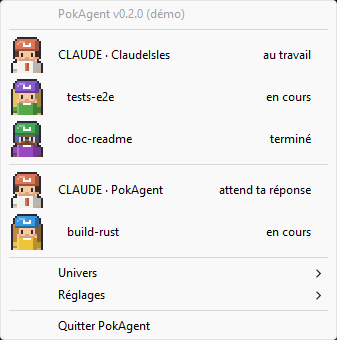 PokAgent v0.2.0 (démo)
CLAUDE · ClaudeIsles au travail
tests-e2e en cours
doc-readme terminé
CLAUDE · PokAgent attend ta réponse
build-rust en cours
Univers
Réglages
Quitter PokAgent